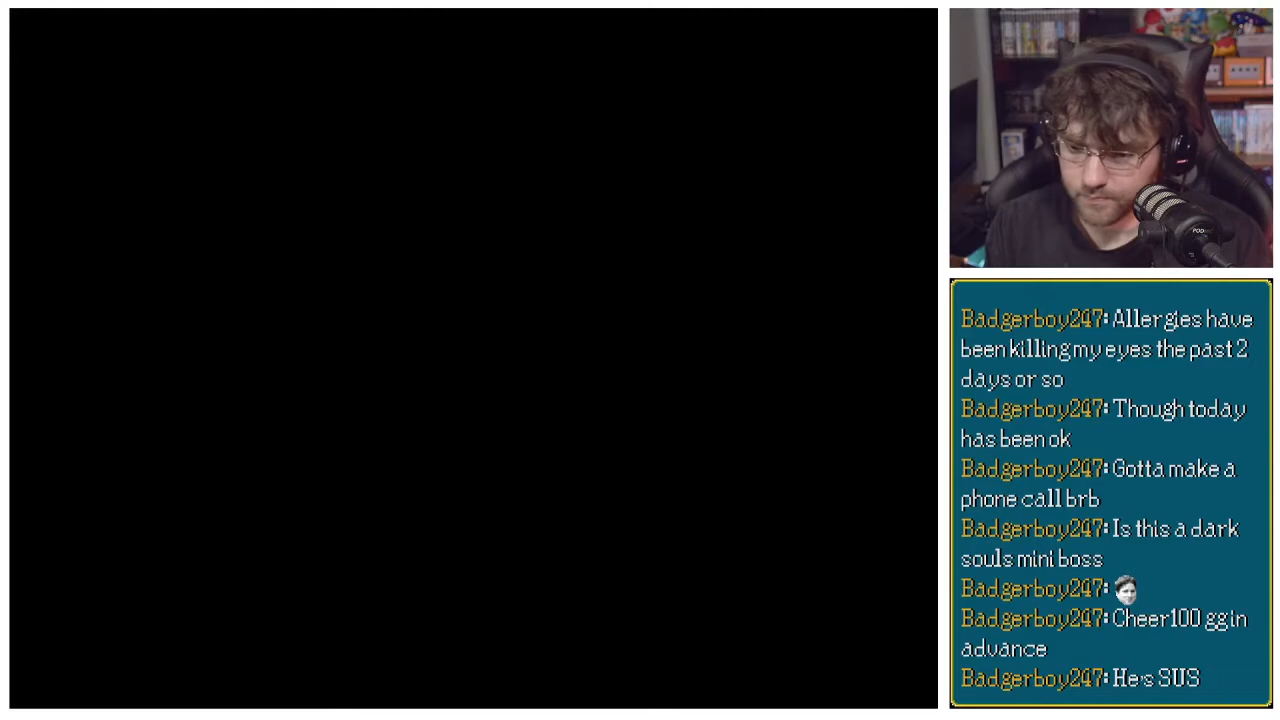 POD
Badgerboy247: Allergies have
been killing my eyes the past 2
days or so
Badgerboy247: Though today
has been ok
Badgerboy247: Gotta make a
phone call brb
Badgerboy247: Is this a dark
souls mini boss
Badgerboy247:
Badgerboy247: Cheer100 gg in
advance
Badgerboy247: He's SUS